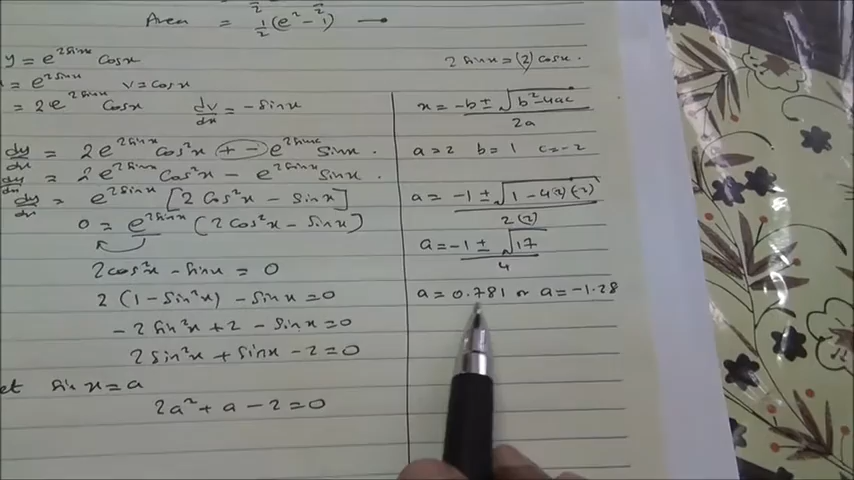 Area = 1/2 (e² - 1)
y = e^2sinx cosx
= e^2sinx v = cosx
= 2e^2sinx cosx dv/dx = - sinx
dy/dx = 2e^2sinx cos²x + - e^2sinx sinx .
dy/dx = 2e^2sinx cos²x - e^2sinx sinx .
dy/dx = e^2sinx [2cos²x - sinx]
0 = e^2sinx (2cos²x - sinx)
2cos²x - sinx = 0
2 (1 - sin²x) - sinx = 0
- 2sin²x + 2 - sinx = 0
2sin²x + sinx - 2 = 0
et sinx = a
2a² + a - 2 = 0
2 sinx = (2) cosx .
x = -b ± √b² - 4ac / 2a
a = 2 b = 1 c = -2
a = -1 ± √1 - 4(2)(-2) / 2(2)
a = -1 ± √17 / 4
a = 0.781 or a = -1.28